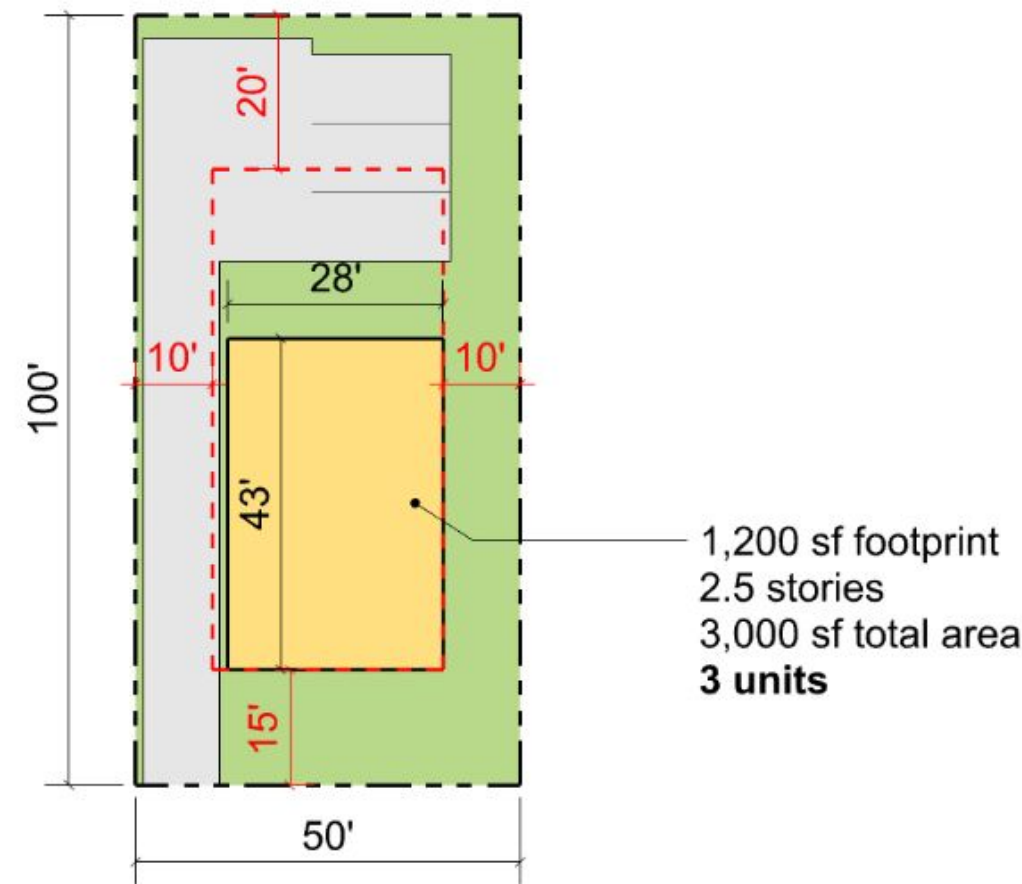 20'
28'
10'
10'
100'
43'
1,200 sf footprint
2.5 stories
3,000 sf total area
3 units
15'
50'